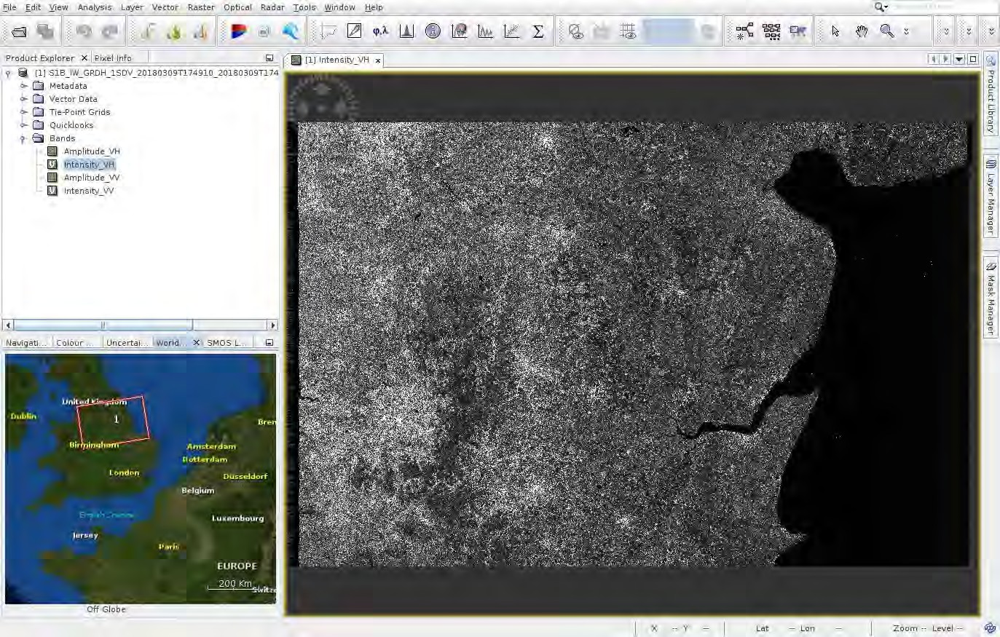 File Edit View Analysis Layer Vector Raster Optical Radar Tools Window Help
φ,λ Σ
Product Explorer Pixel Info
[1] Intensity_VH
[1] S1B_IW_GRDH_1SDV_20180309T174910_20180309T174
Metadata
Vector Data
Tie-Point Grids
Quicklooks
Bands
Amplitude_VH
Intensity_VH
Amplitude_VV
Intensity_VV
Product Library
Layer Manager
Mask Manager
Navigati... Colour ... Uncertai... World... SMOS L...
United Kingdom
Dublin
1
Bren
Birmingham
Amsterdam
Rotterdam
London
Düsseldorf
Belgium
Luxembourg
Jersey
Paris
EUROPE
200 Km
Switze
Off Globe
X -- Y -- Lat -- Lon -- Zoom -- Level --